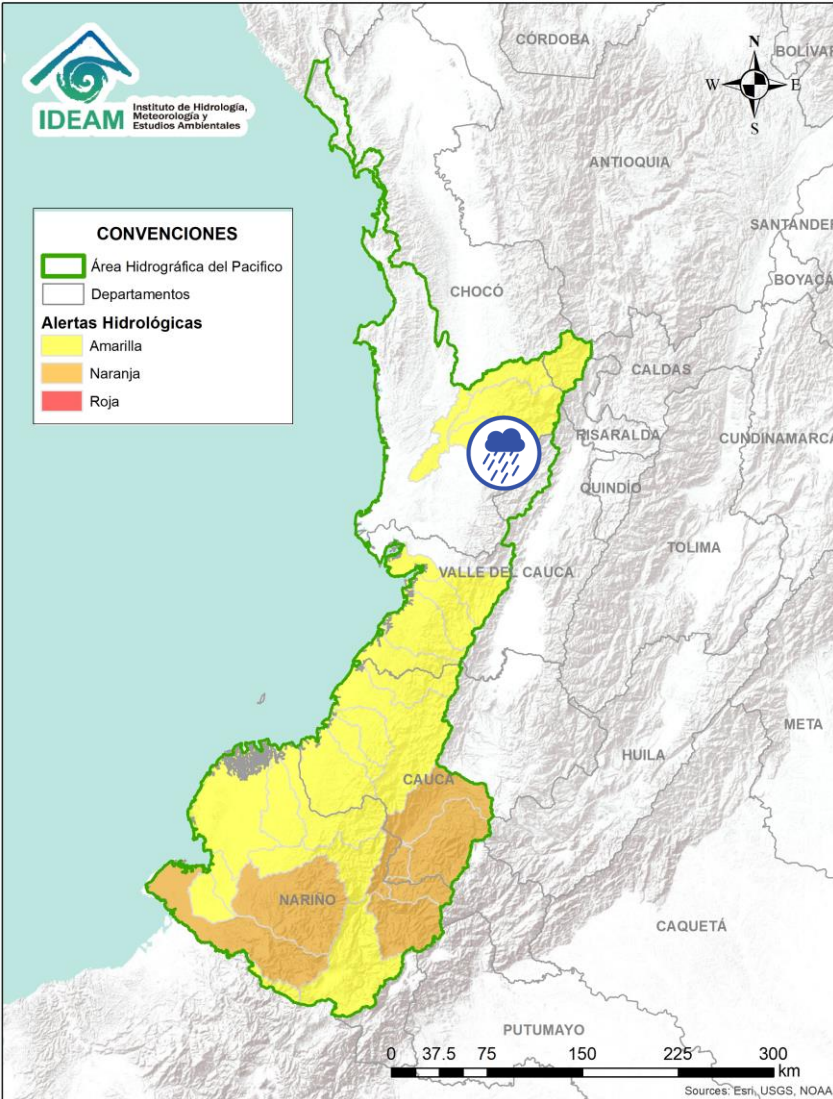 IDEAM
Instituto de Hidrología,
Meteorología y
Estudios Ambientales
CONVENCIONES
Área Hidrográfica del Pacifico
Departamentos
Alertas Hidrológicas
Amarilla
Naranja
Roja
N
W
E
S
CÓRDOBA
BOLÍVAR
ANTIOQUIA
SANTANDER
BOYACÁ
CHOCÓ
CALDAS
RISARALDA
CUNDINAMARCA
QUINDÍO
TOLIMA
VALLE DEL CAUCA
META
HUILA
CAUCA
NARIÑO
CAQUETÁ
PUTUMAYO
0 37.5 75 150 225 300
km
Sources: Esri, USGS, NOAA